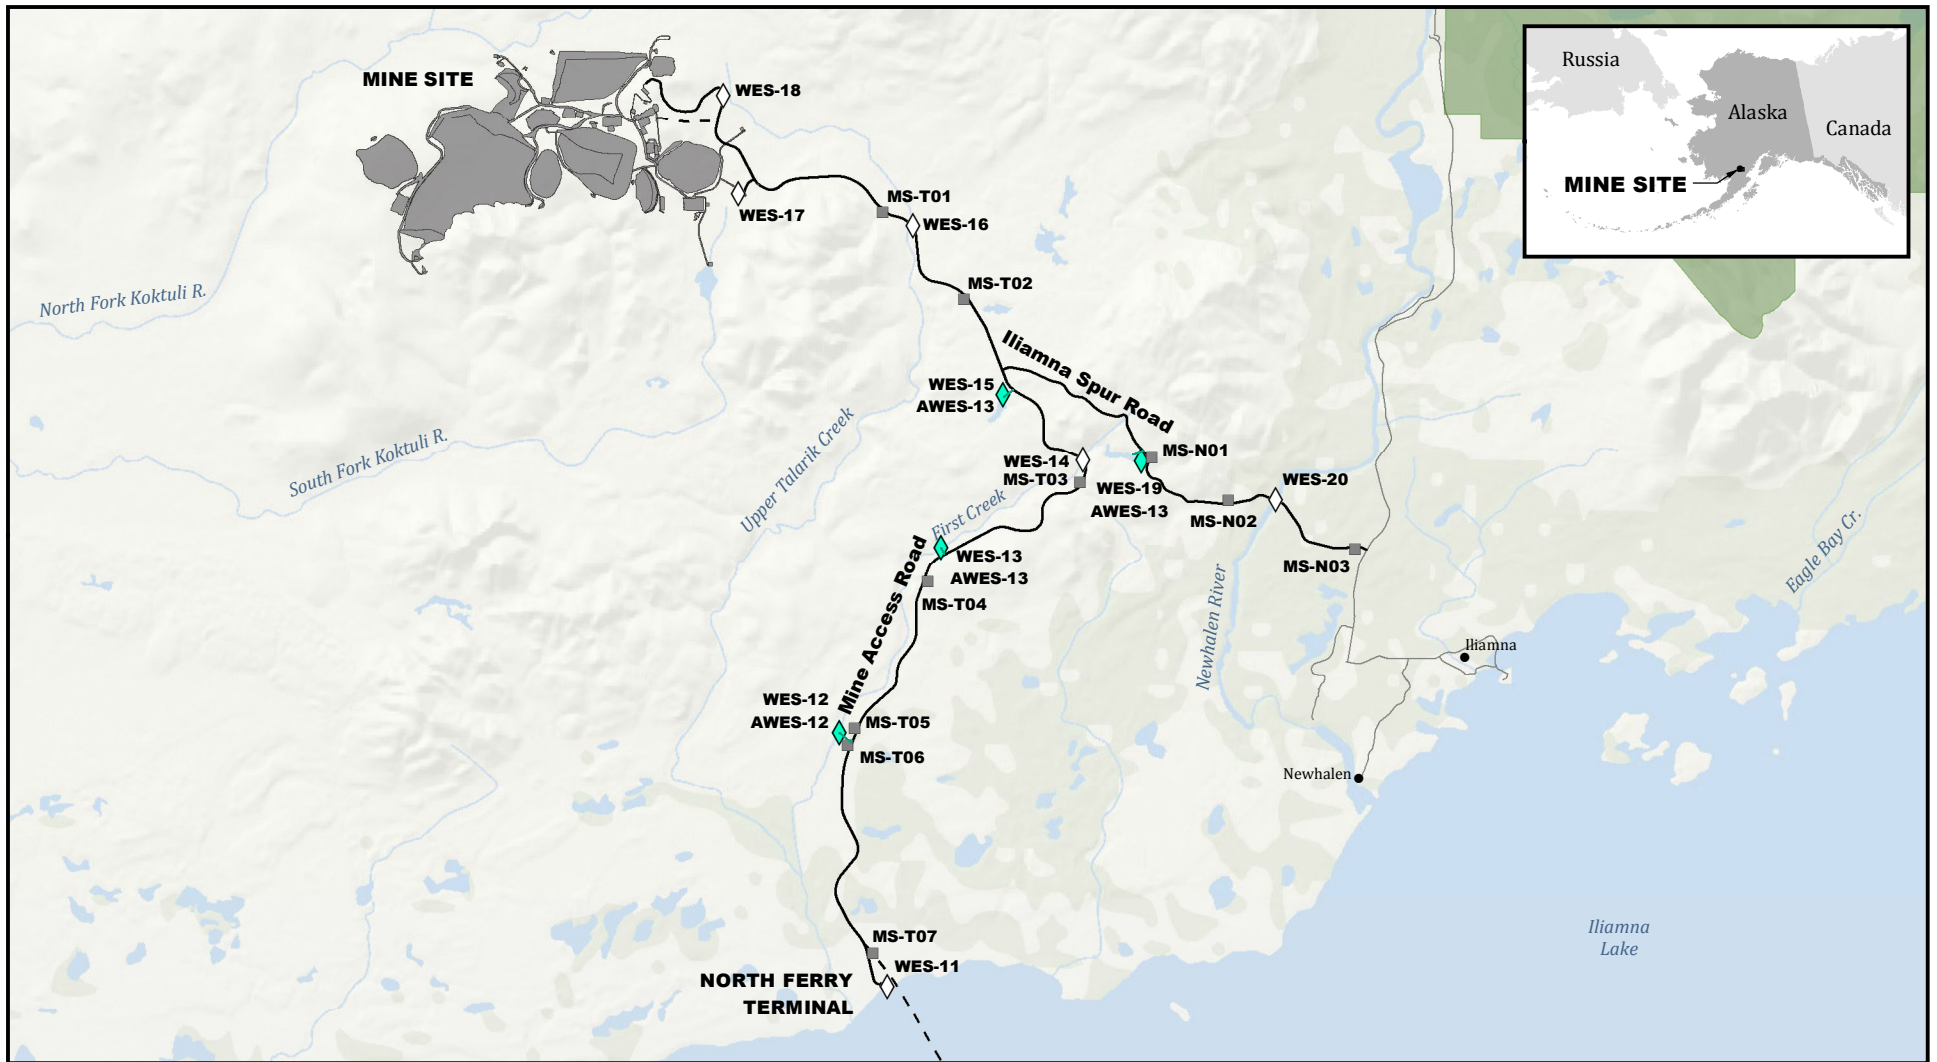 MINE SITE
WES-18
Russia
Alaska
Canada
MINE SITE
WES-17
MS-T01
WES-16
North Fork Koktuli R.
MS-T02
Iliamna Spur Road
WES-15
AWES-13
South Fork Koktuli R.
Upper Talarik Creek
WES-14
MS-T03
MS-N01
WES-19
AWES-13
WES-20
MS-N02
First Creek
WES-13
AWES-13
MS-N03
Eagle Bay Cr.
MS-T04
Mine Access Road
Newhalen River
Iliamna
WES-12
AWES-12
MS-T05
MS-T06
Newhalen
Iliamna
Lake
MS-T07
WES-11
NORTH FERRY
TERMINAL